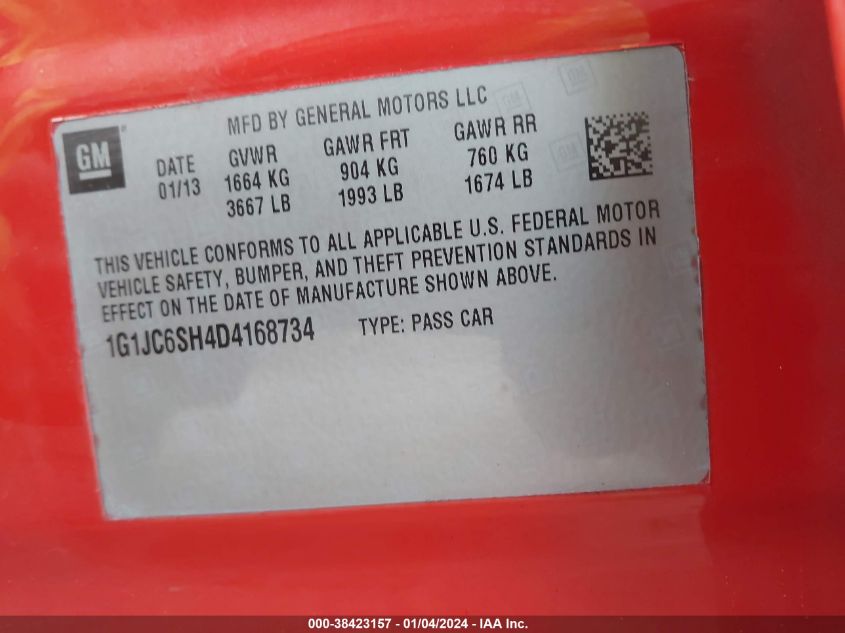 MFD BY GENERAL MOTORS LLC
GM
DATE GVWR GAWR FRT GAWR RR
01/13 1664 KG 904 KG 760 KG
3667 LB 1993 LB 1674 LB
THIS VEHICLE CONFORMS TO ALL APPLICABLE U.S. FEDERAL MOTOR
VEHICLE SAFETY, BUMPER, AND THEFT PREVENTION STANDARDS IN
EFFECT ON THE DATE OF MANUFACTURE SHOWN ABOVE.
1G1JC6SH4D4168734 TYPE: PASS CAR
000-38423157 - 01/04/2024 - IAA Inc.